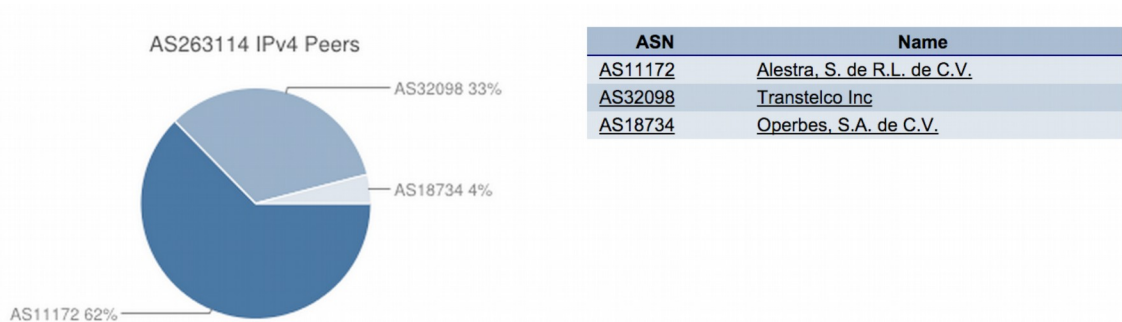 AS263114 IPv4 Peers
AS32098 33%
AS18734 4%
AS11172 62%
ASN Name
AS11172 Alestra, S. de R.L. de C.V.
AS32098 Transtelco Inc
AS18734 Operbes, S.A. de C.V.